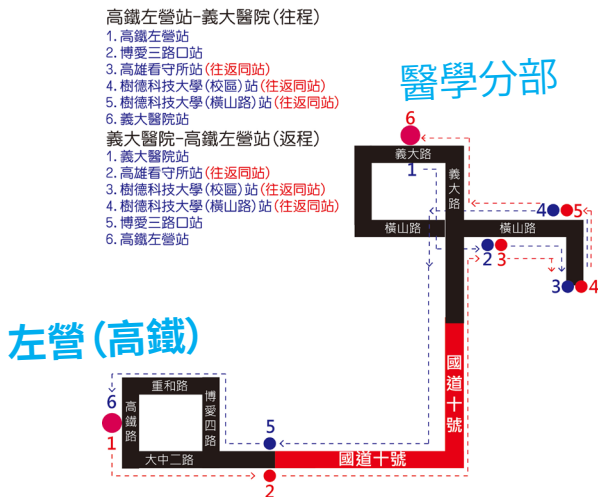 高鐵左營站-義大醫院(往程)
1.高鐵左營站
2.博愛三路口站
3.高雄看守所站(往返同站)
4.樹德科技大學(校區)站(往返同站)
5.樹德科技大學(橫山路)站(往返同站)
6.義大醫院站
義大醫院-高鐵左營站(返程)
1.義大醫院站
2.高雄看守所站(往返同站)
3.樹德科技大學(校區)站(往返同站)
4.樹德科技大學(橫山路)站(往返同站)
5.博愛三路口站
6.高鐵左營站
醫學分部
6
義大路
1
義大路
4 5
橫山路
橫山路
2 3
3 4
左營(高鐵)
國道十號
重和路
6
高鐵路
博愛四路
5
1
大中二路
國道十號
2